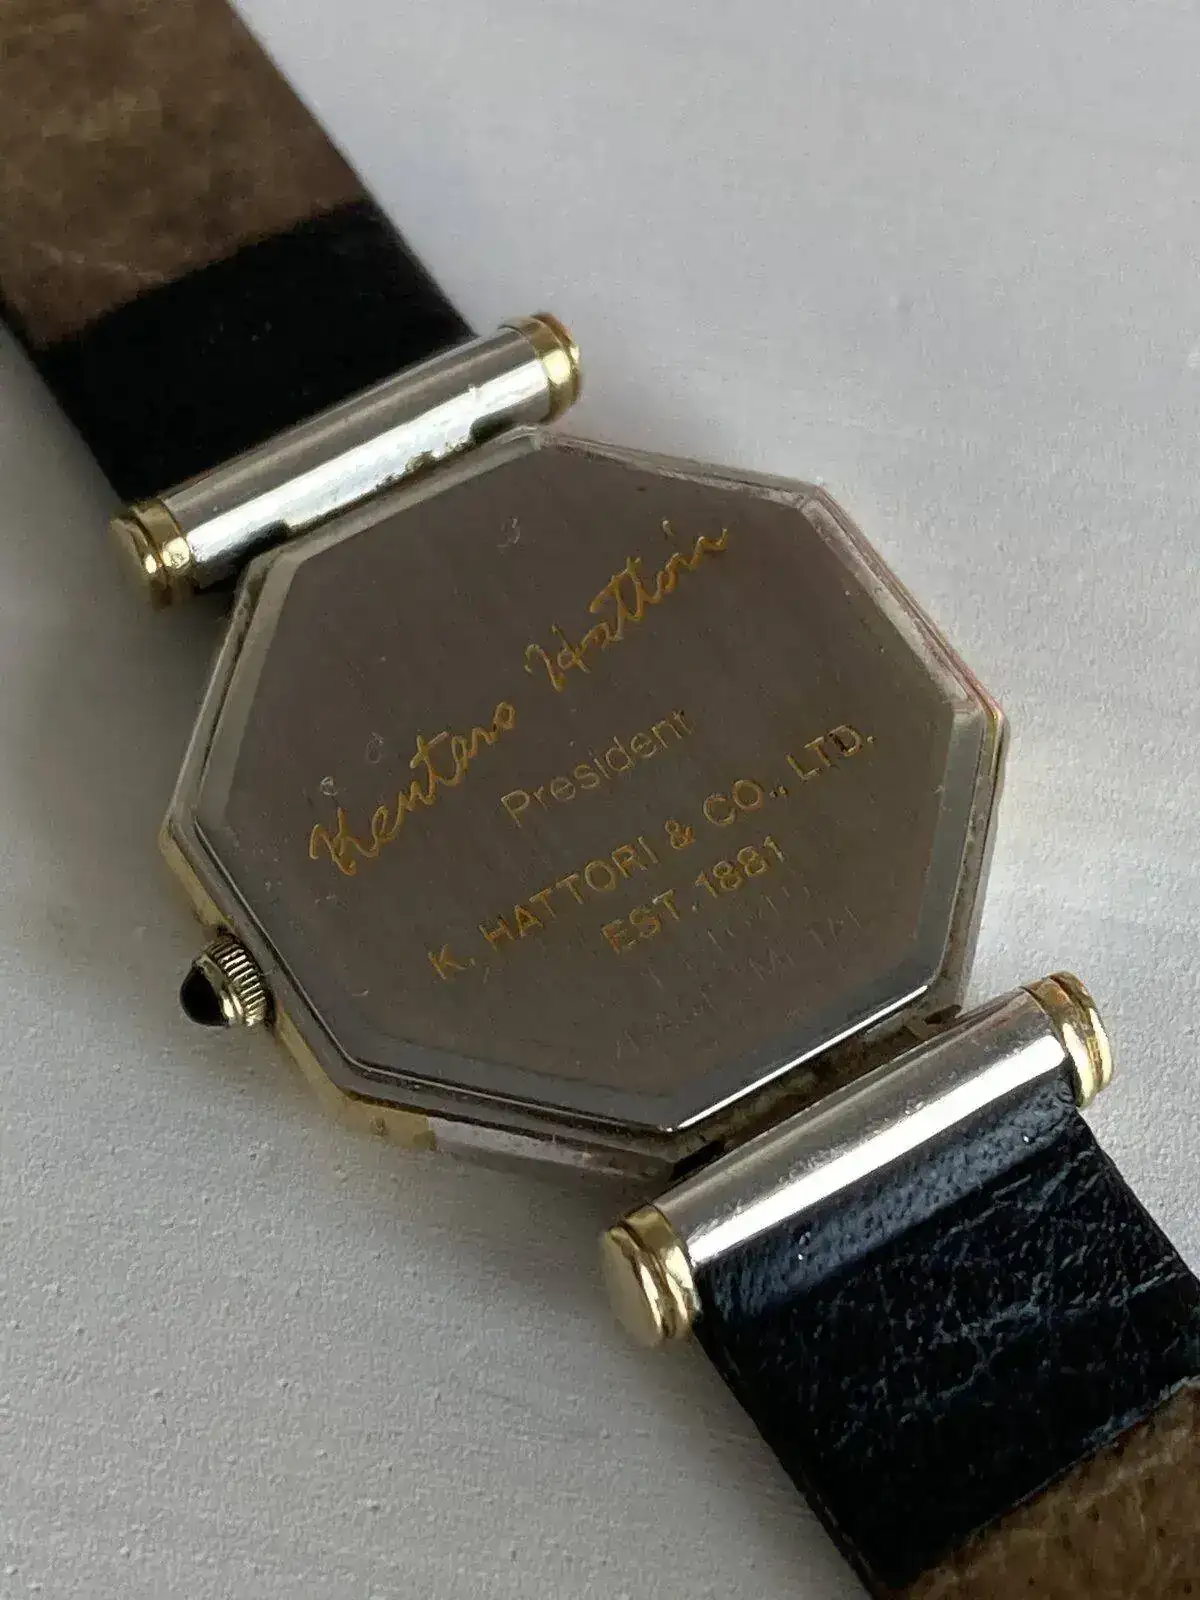 Kentaro Hattori
President
K. HATTORI & CO., LTD.
EST. 1881